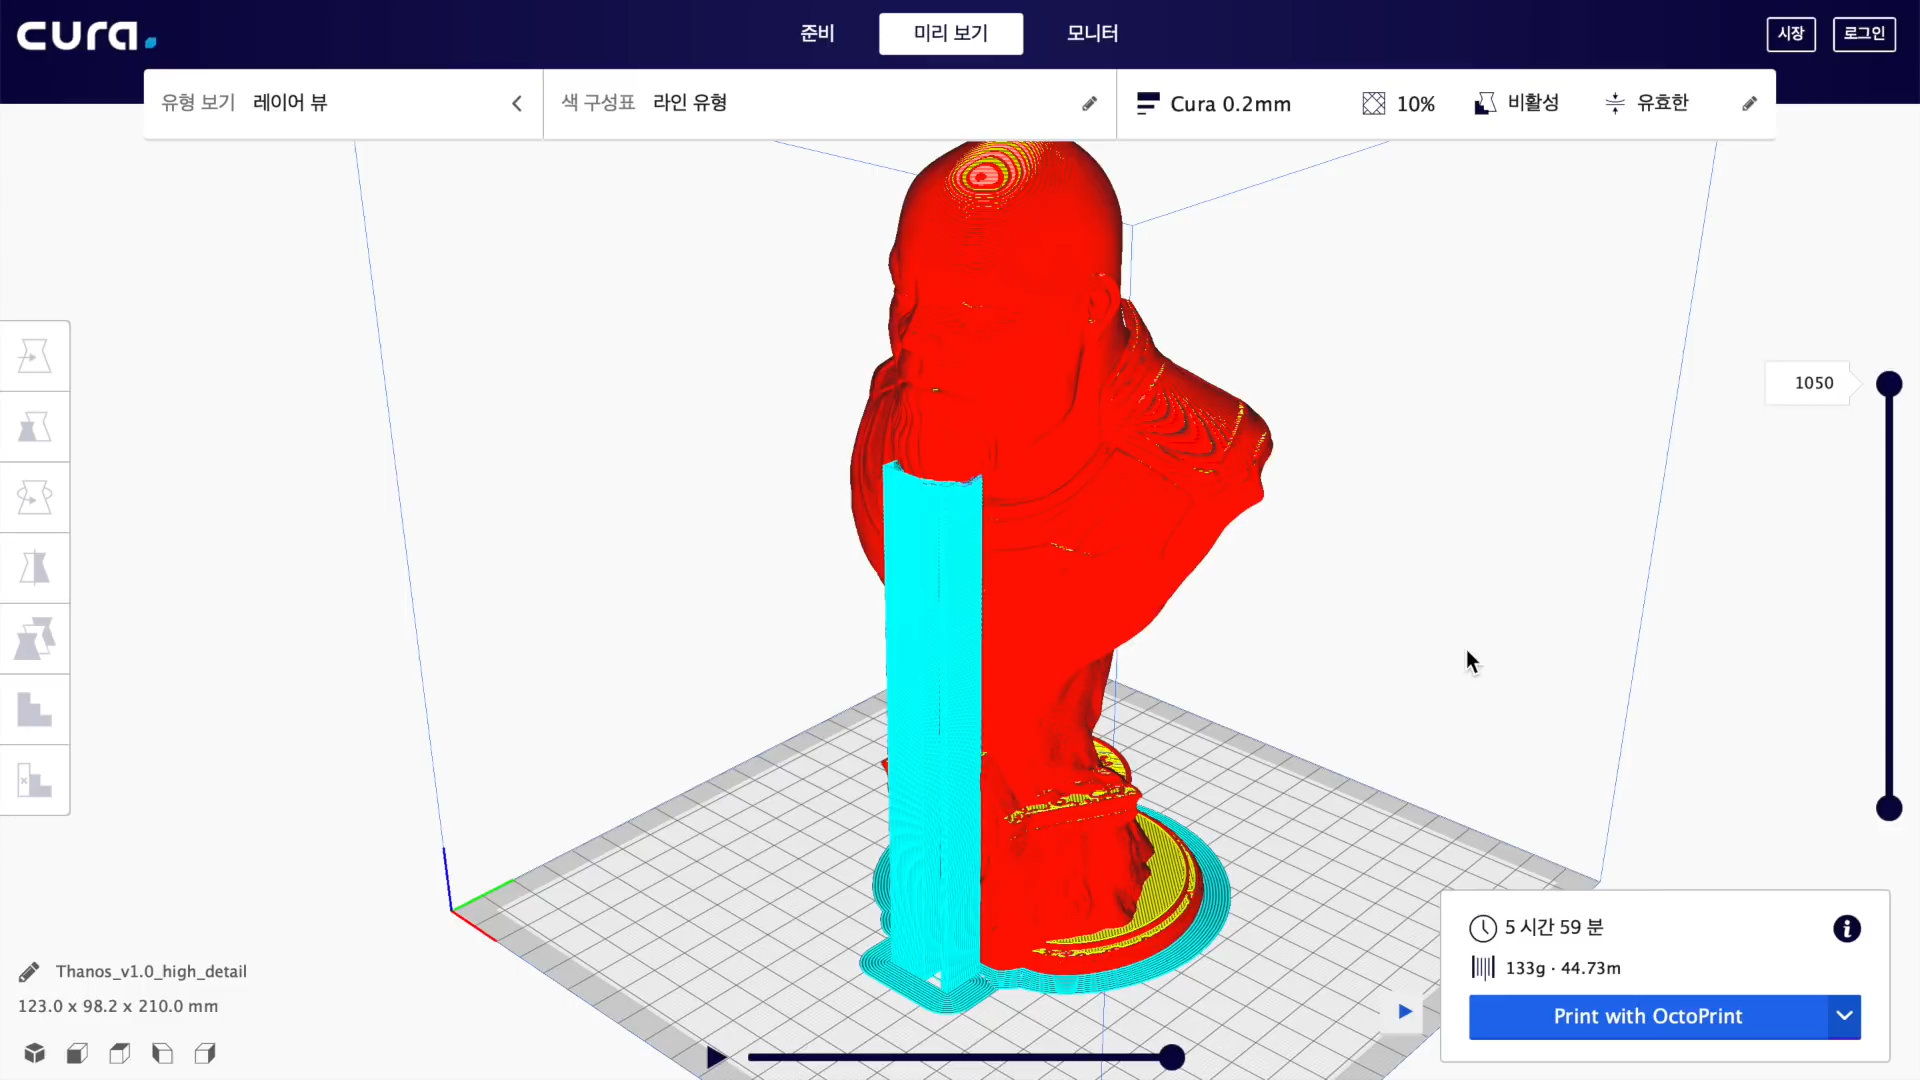 cura.
준비
미리 보기
모니터
시장
로그인
유형 보기 레이어 뷰
색 구성표 라인 유형
Cura 0.2mm
10%
비활성
유효한
1050
5 시간 59 분
133g · 44.73m
Print with OctoPrint
Thanos_v1.0_high_detail
123.0 x 98.2 x 210.0 mm